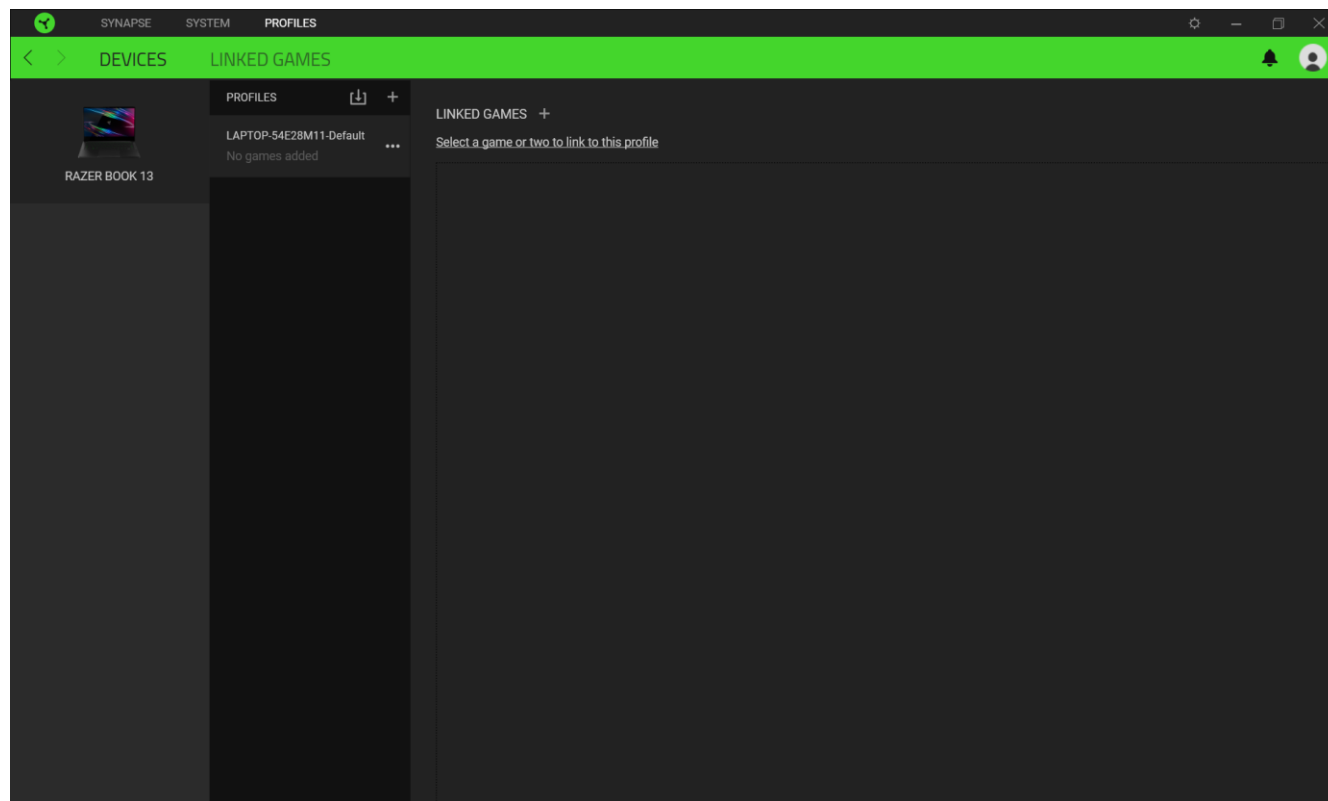 SYNAPSE SYSTEM PROFILES
DEVICES LINKED GAMES
RAZER BOOK 13
PROFILES
LAPTOP-54E28M11-Default
No games added
LINKED GAMES
Select a game or two to link to this profile